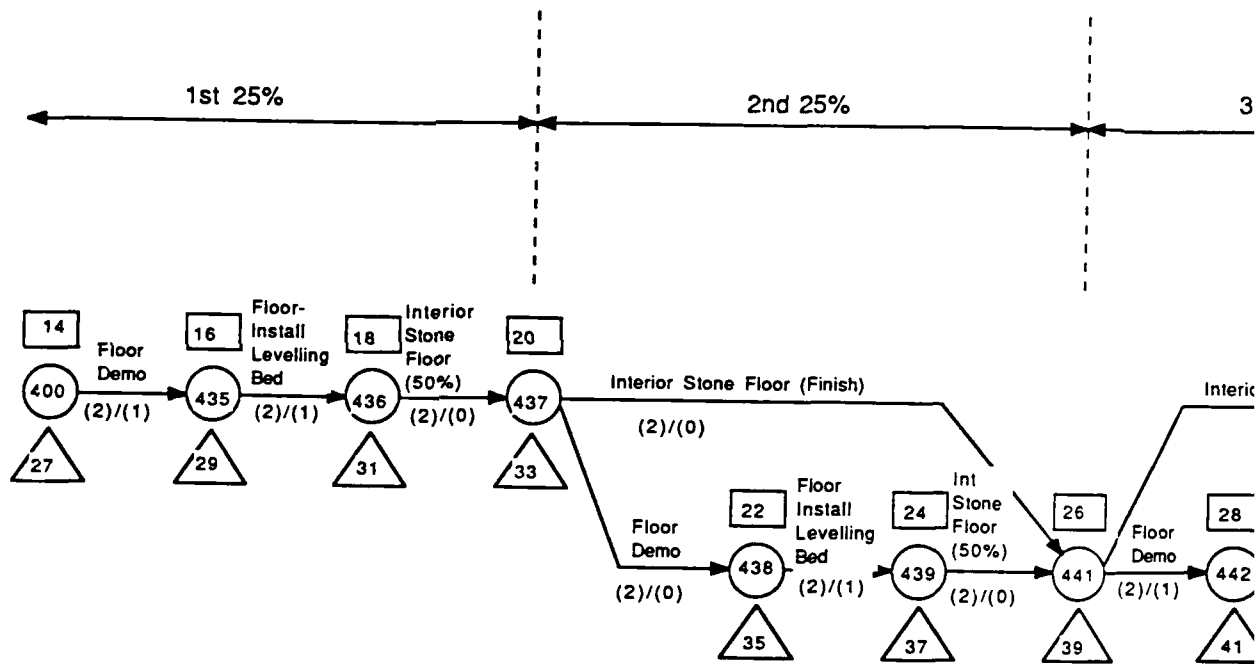 1st 25%
2nd 25%
3
14
16
18
20
Floor-
Install
Levelling
Bed
Interior
Stone
Floor
(50%)
Floor
Demo
400
435
436
437
(2)/(1)
(2)/(1)
(2)/(0)
Interior Stone Floor (Finish)
(2)/(0)
Interio
27
29
31
33
22
Floor
Install
Levelling
Bed
24
Int
Stone
Floor
(50%)
26
28
Floor
Demo
Floor
Demo
438
439
441
442
(2)/(0)
(2)/(1)
(2)/(0)
(2)/(1)
35
37
39
41